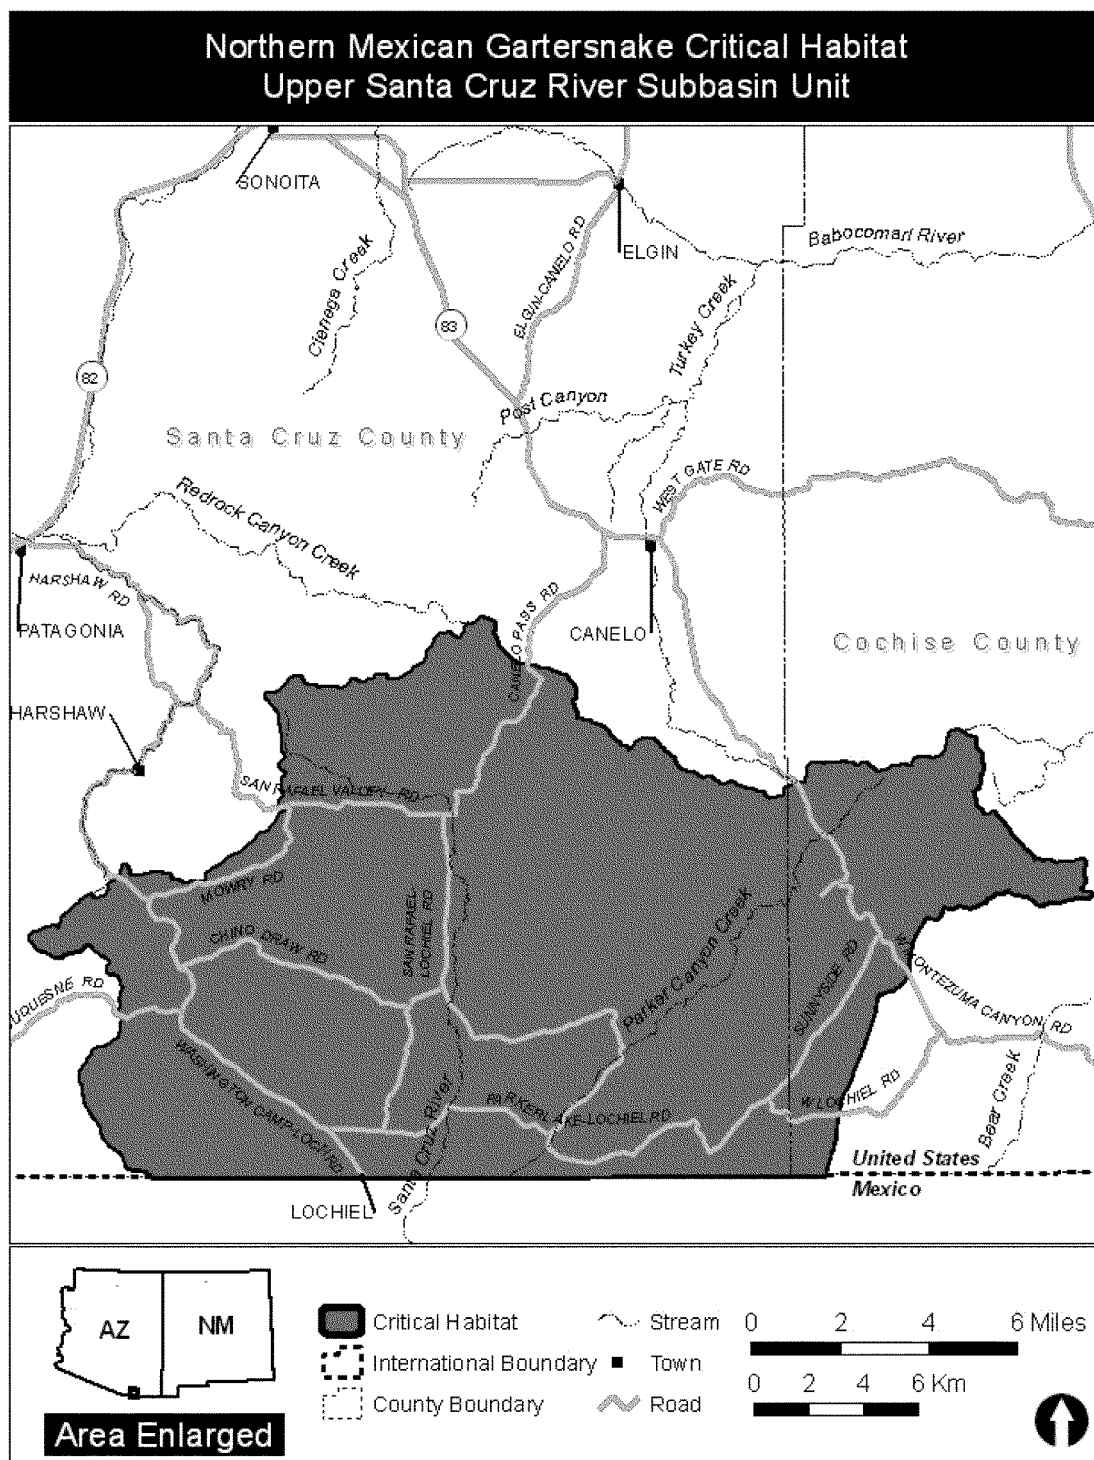 Northern Mexican Gartersnake Critical Habitat
Upper Santa Cruz River Subbasin Unit
SONOITA
ELGIN
Babocomari River
Cienega Creek
ELGIN-CANELO RD
Turkey Creek
83
82
Post Canyon
Santa Cruz County
WEST GATE RD
Redrock Canyon Creek
HARSHAW RD
PATAGONIA
CANELO PASS RD
CANELO
Cochise County
HARSHAW
SAN RAFAEL VALLEY RD
MOWRY RD
SAN RAFAEL-
LOCHIEL RD
CHINO DRAW RD
Parker Canyon Creek
SUNNYSIDE RD
W MONTEZUMA CANYON RD
DUQUESNE RD
WASHINGTON CAMP-LOCHI RD
Santa Cruz River
PARKER LAKE-LOCHIEL RD
W LOCHIEL RD
Bear Creek
United States
Mexico
LOCHIEL
AZ
NM
Area Enlarged
Critical Habitat
International Boundary
County Boundary
Stream
Town
Road
0 2 4 6 Miles
0 2 4 6 Km